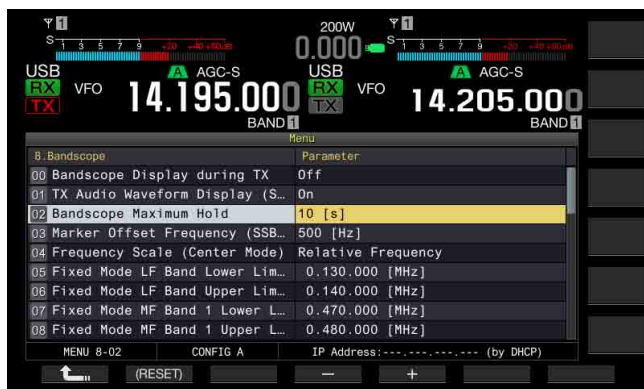 1 200W 1
S 1 3 5 7 9 +20 +40 +60dB 0.000 S 1 3 5 7 9 +20 +40 +60dB
USB A AGC-S USB A AGC-S
RX TX VFO 14.195.000 RX TX VFO 14.205.000
BAND 1 BAND 1
Menu
8.Bandscope Parameter
00 Bandscope Display during TX Off
01 TX Audio Waveform Display (S… On
02 Bandscope Maximum Hold 10 [s]
03 Marker Offset Frequency (SSB… 500 [Hz]
04 Frequency Scale (Center Mode) Relative Frequency
05 Fixed Mode LF Band Lower Lim… 0.130.000 [MHz]
06 Fixed Mode LF Band Upper Lim… 0.140.000 [MHz]
07 Fixed Mode MF Band 1 Lower L… 0.470.000 [MHz]
08 Fixed Mode MF Band 1 Upper L… 0.480.000 [MHz]
MENU 8-02 CONFIG A IP Address:---.---.---.--- (by DHCP)
(RESET) − +